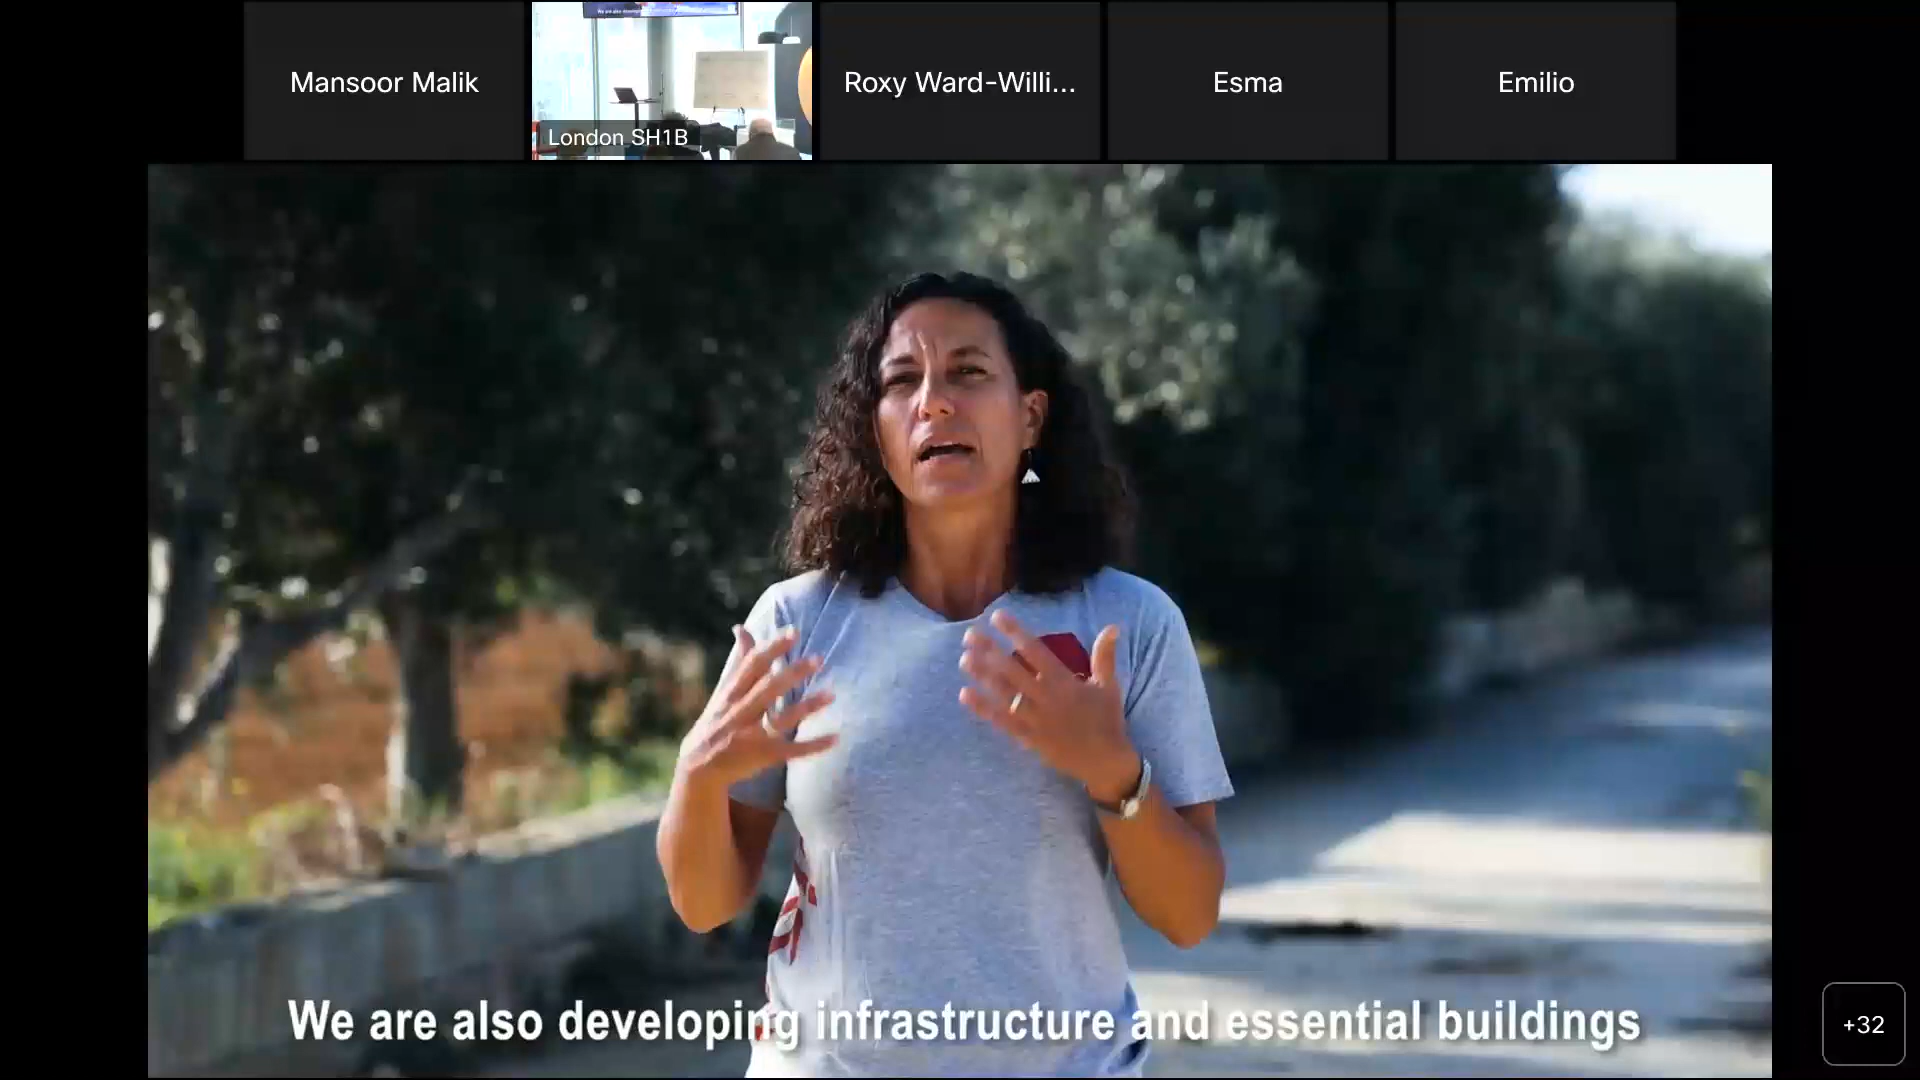 Mansoor Malik
London SH1B
Roxy Ward-Willi...
Esma
Emilio
We are also developing infrastructure and essential buildings
+32